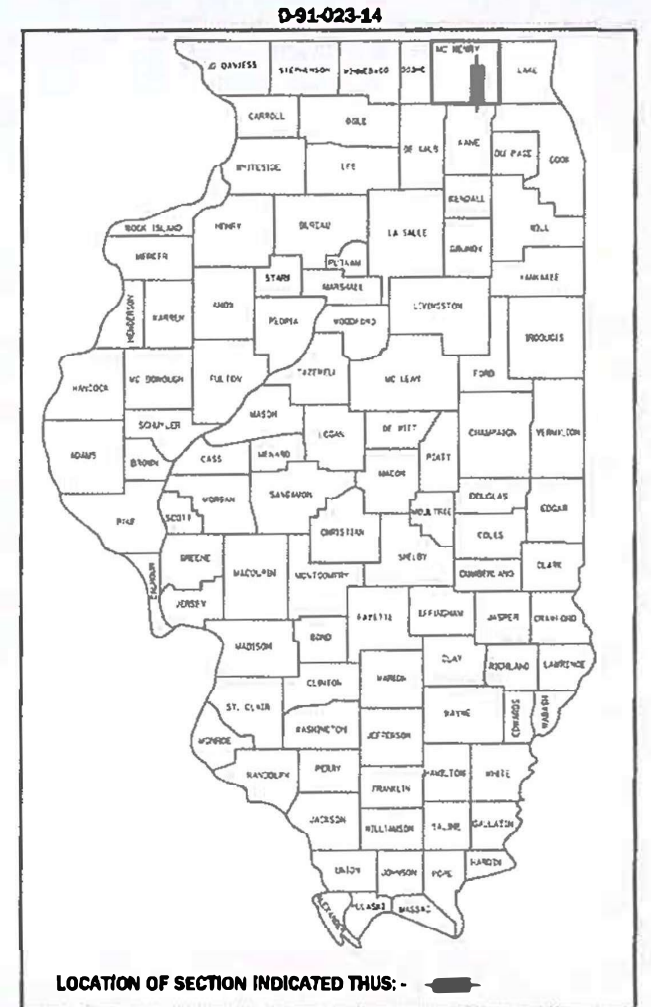 D-91-023-14
MC HENRY
JO DAVIESS STEPHENSON WINNEBAGO BOONE LAKE
CARROLL OGLE
DE KALB KANE DU PAGE COOK
WHITESIDE LEE
KENDALL
ROCK ISLAND HENRY BUREAU LA SALLE GRUNDY WILL
MERCER PUTNAM
STARK MARSHALL KANKAKEE
HENDERSON WARREN KNOX PEORIA WOODFORD LIVINGSTON IROQUOIS
HANCOCK MC DONOUGH FULTON TAZEWELL MC LEAN FORD
MASON
SCHUYLER LOGAN DE WITT CHAMPAIGN VERMILION
ADAMS BROWN CASS MENARD MACON PIATT
MORGAN SANGAMON DOUGLAS EDGAR
PIKE SCOTT MOULTRIE
CHRISTIAN COLES
GREENE SHELBY
CALHOUN MACOUPIN MONTGOMERY CUMBERLAND CLARK
JERSEY
FAYETTE EFFINGHAM JASPER CRAWFORD
MADISON BOND
CLAY RICHLAND LAWRENCE
CLINTON MARION
ST. CLAIR WAYNE EDWARDS WABASH
MONROE WASHINGTON JEFFERSON
RANDOLPH PERRY HAMILTON WHITE
FRANKLIN
JACKSON WILLIAMSON SALINE GALLATIN
UNION JOHNSON POPE HARDIN
ALEXANDER PULASKI MASSAC
LOCATION OF SECTION INDICATED THUS: -